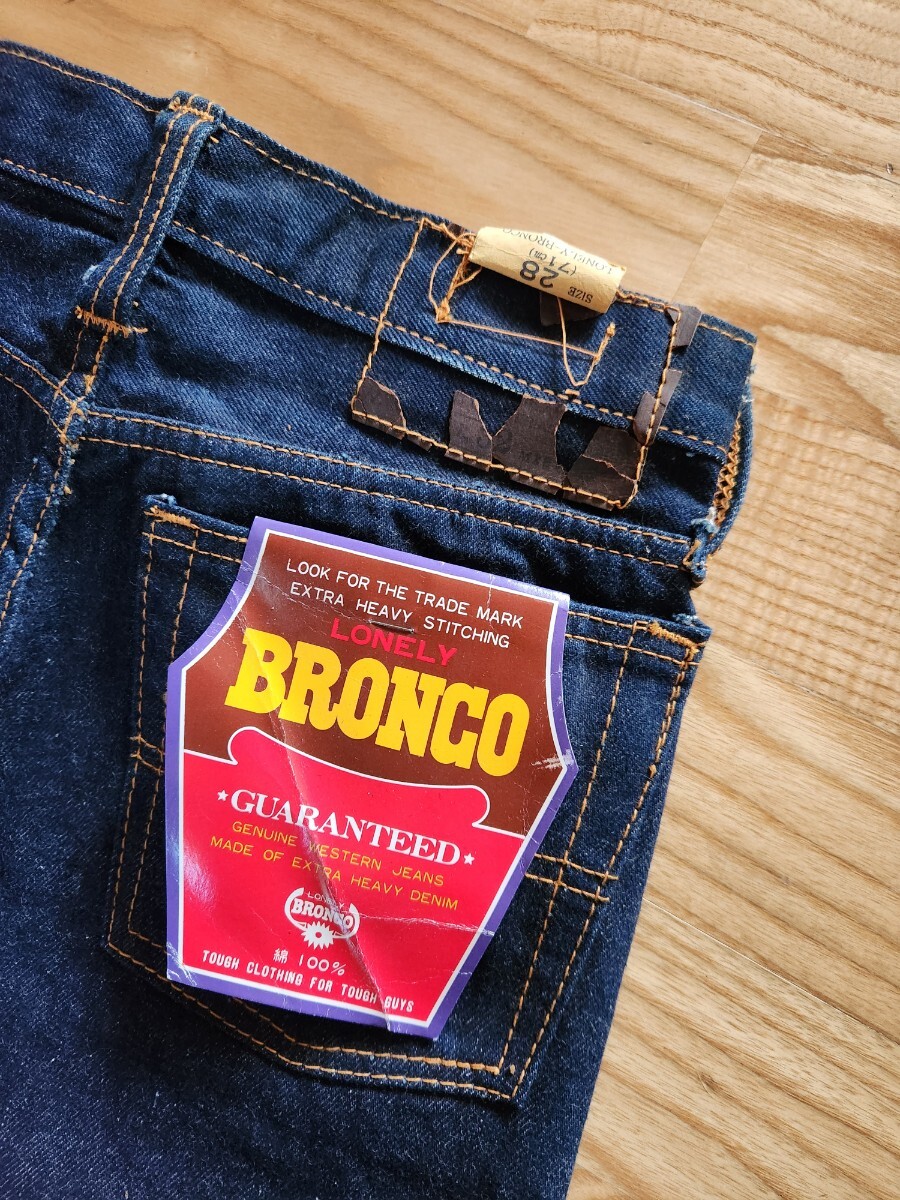 SIZE
28
(71cm)
LONELY-BRONCO
LOOK FOR THE TRADE MARK
EXTRA HEAVY STITCHING
LONELY
BRONCO
★GUARANTEED★
GENUINE WESTERN JEANS
MADE OF EXTRA HEAVY DENIM
LONELY
BRONCO
綿 100%
TOUGH CLOTHING FOR TOUGH GUYS